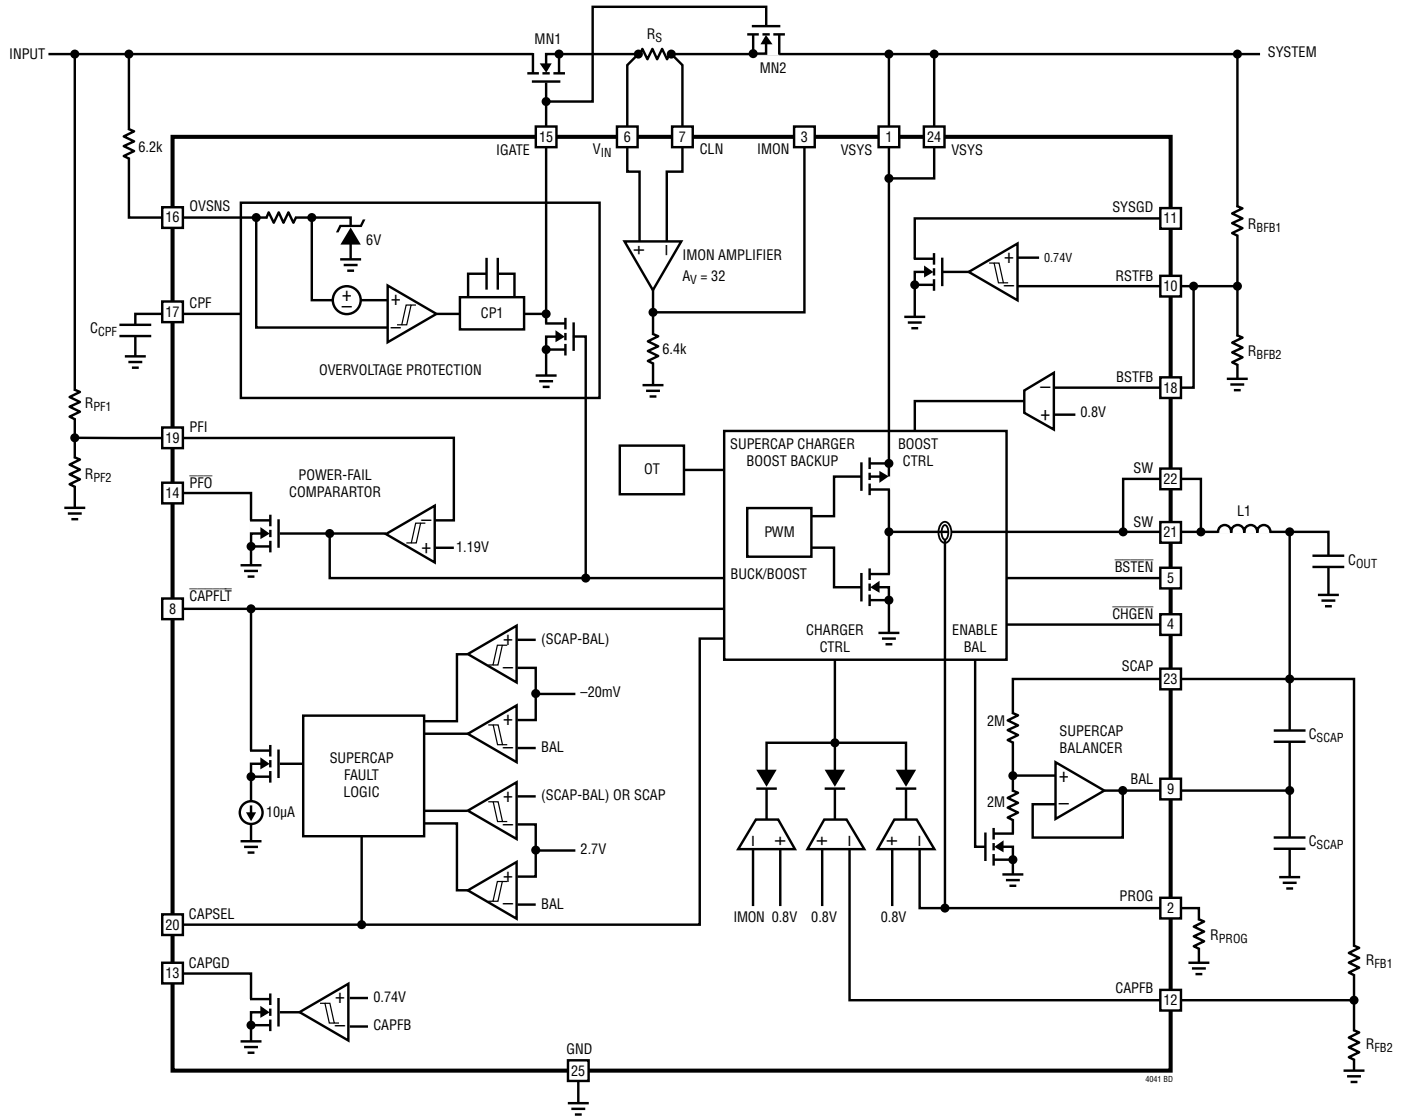 INPUT
MN1
RS
MN2
SYSTEM
6.2k
15
6
7
3
1
24
IGATE
VIN
CLN
IMON
VSYS
VSYS
16
OVSNS
6V
IMON AMPLIFIER
AV = 32
SYSGD
11
RBFB1
0.74V
RSTFB
10
17
CPF
CCPF
+
–
CP1
OVERVOLTAGE PROTECTION
6.4k
RBFB2
BSTFB
18
0.8V
RPF1
19
PFI
RPF2
14
PFO
POWER-FAIL
COMPARARTOR
1.19V
OT
SUPERCAP CHARGER
BOOST BACKUP
BOOST
CTRL
PWM
BUCK/BOOST
CHARGER
CTRL
ENABLE
BAL
SW
22
SW
21
L1
COUT
BSTEN
5
CHGEN
4
SCAP
23
8
CAPFLT
(SCAP-BAL)
–20mV
BAL
SUPERCAP
FAULT
LOGIC
10µA
(SCAP-BAL) OR SCAP
2.7V
BAL
2M
2M
SUPERCAP
BALANCER
BAL
9
CSCAP
CSCAP
IMON
0.8V
0.8V
0.8V
PROG
2
RPROG
20
CAPSEL
13
CAPGD
0.74V
CAPFB
CAPFB
12
RFB1
RFB2
GND
25
4041 BD